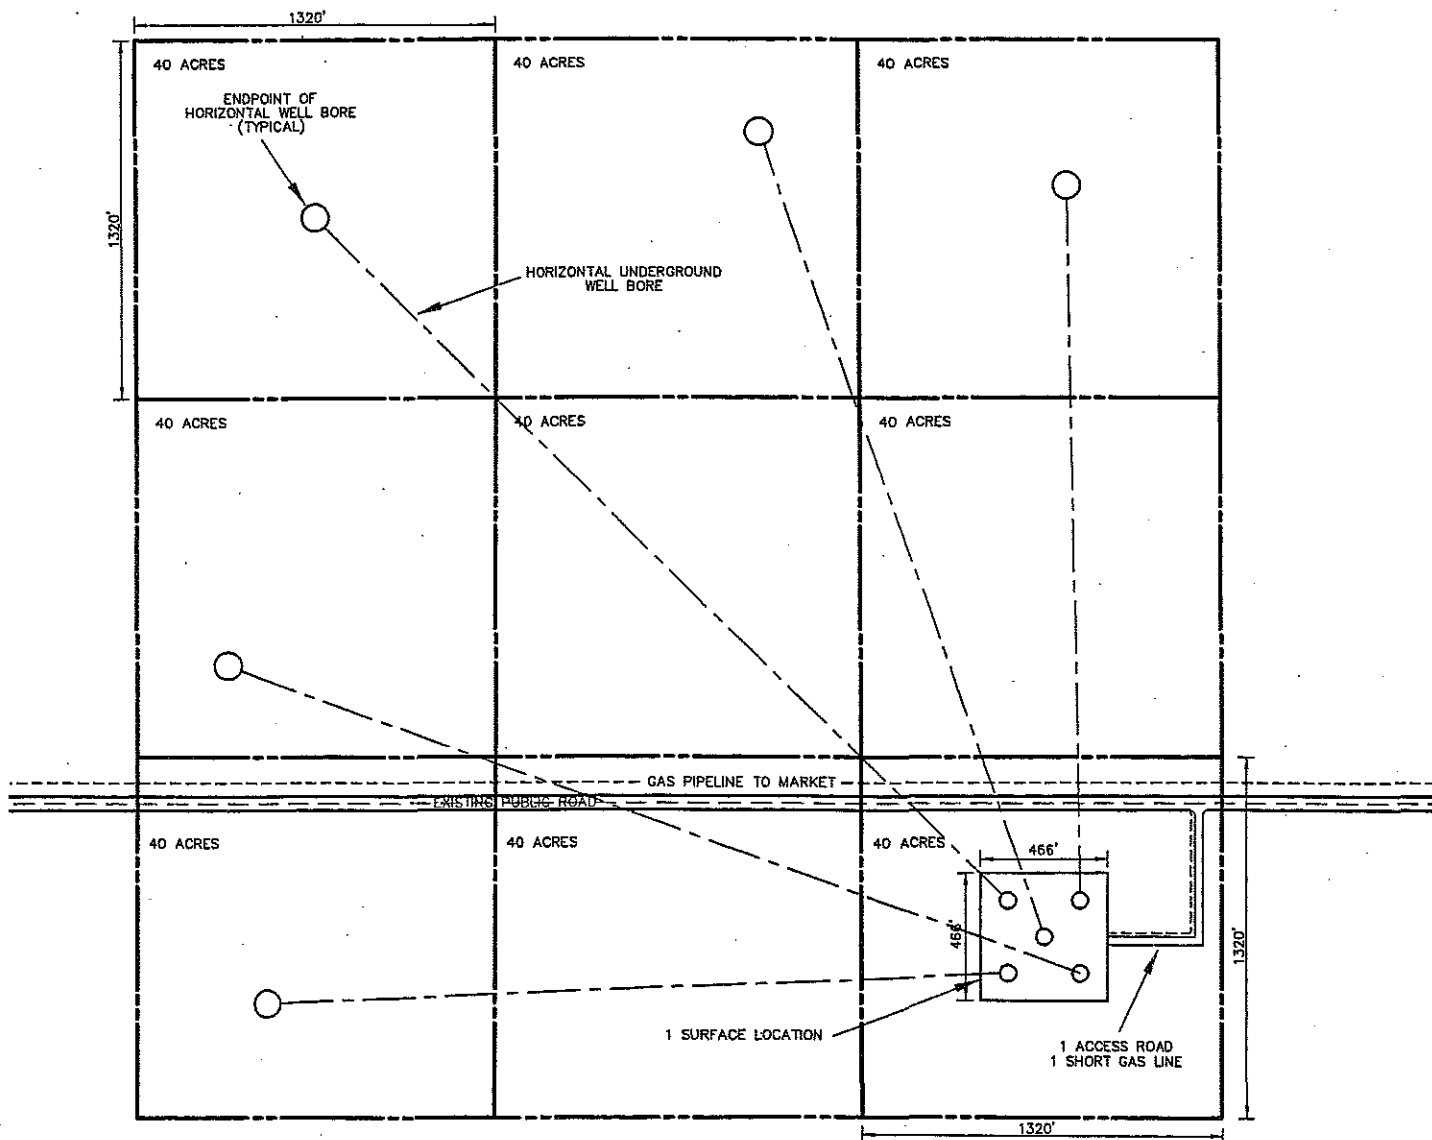 1320'
40 ACRES
40 ACRES
40 ACRES
ENDPOINT OF
HORIZONTAL WELL BORE
(TYPICAL)
1320'
HORIZONTAL UNDERGROUND
WELL BORE
40 ACRES
40 ACRES
40 ACRES
GAS PIPELINE TO MARKET
EXISTING PUBLIC ROAD
40 ACRES
40 ACRES
40 ACRES
466'
466'
1320'
1 SURFACE LOCATION
1 ACCESS ROAD
1 SHORT GAS LINE
1320'